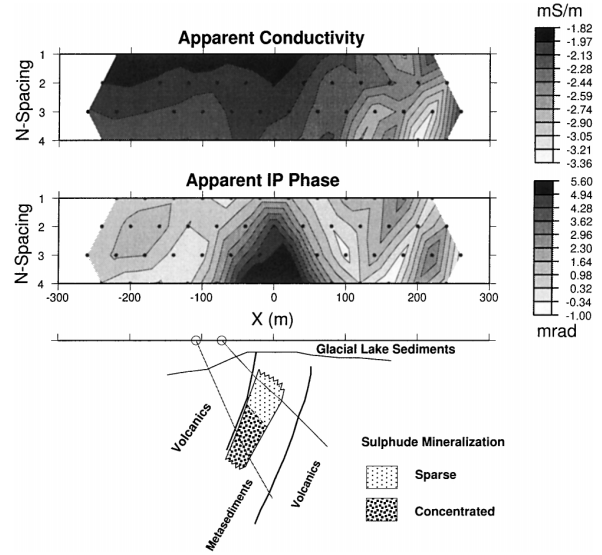 mS/m
Apparent Conductivity
N-Spacing
1
2
3
4
-1.82
-1.97
-2.13
-2.28
-2.44
-2.59
-2.74
-2.90
-3.05
-3.21
-3.36
Apparent IP Phase
N-Spacing
1
2
3
4
5.60
4.94
4.28
3.62
2.96
2.30
1.64
0.98
0.32
-0.34
-1.00
mrad
-300 -200 -100 0 100 200 300
X (m)
Glacial Lake Sediments
Volcanics
Metasediments
Volcanics
Sulphude Mineralization
Sparse
Concentrated